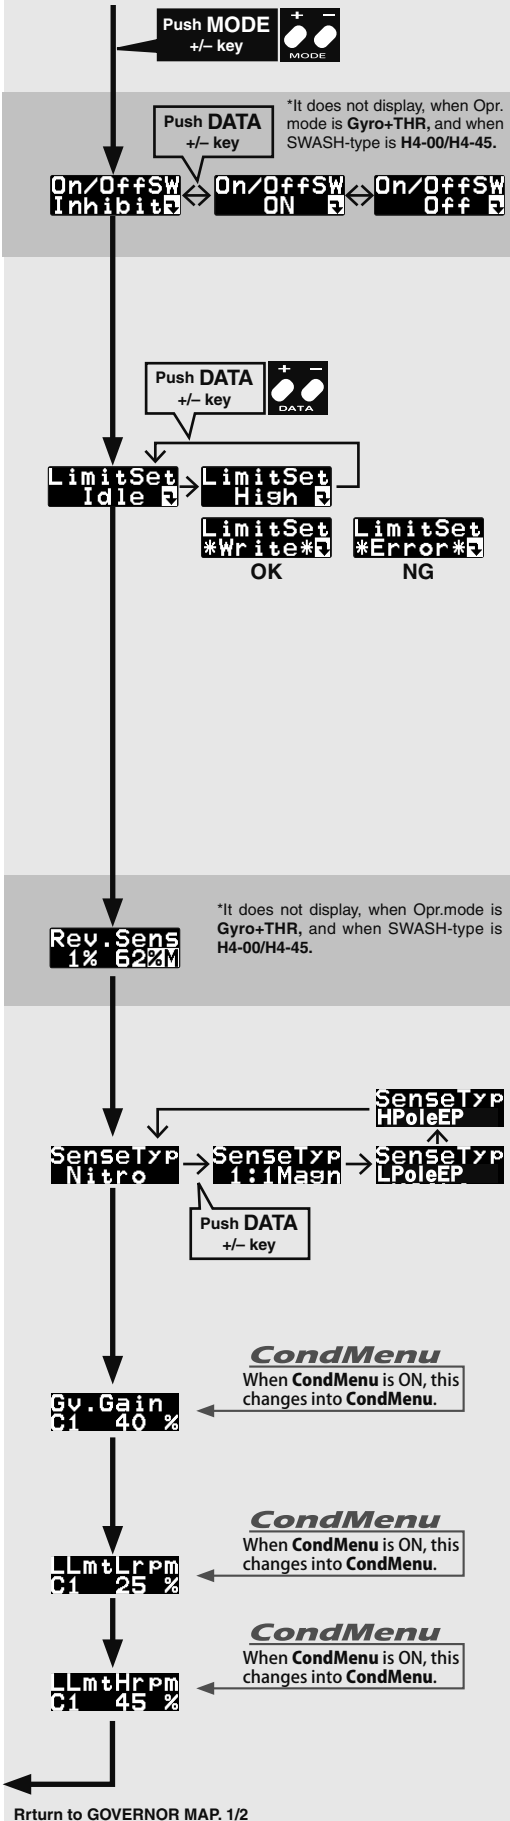 Push MODE
+/– key
+ –
MODE
*It does not display, when Opr.
mode is Gyro+THR, and when
SWASH-type is H4-00/H4-45.
Push DATA
+/– key
On/OffSW
Inhibit
On/OffSW
ON
On/OffSW
Off
Push DATA
+/– key
+ –
DATA
LimitSet
Idle
LimitSet
High
LimitSet
*Write*
OK
LimitSet
*Error*
NG
*It does not display, when Opr.mode is
Gyro+THR, and when SWASH-type is
H4-00/H4-45.
Rev.Sens
1% 62%M
SenseTyp
HPoleEP
SenseTyp
Nitro
SenseTyp
1:1Magn
SenseTyp
LPoleEP
Push DATA
+/– key
CondMenu
When CondMenu is ON, this
changes into CondMenu.
Gv.Gain
C1 40 %
CondMenu
When CondMenu is ON, this
changes into CondMenu.
LLmtLrpm
C1 25 %
CondMenu
When CondMenu is ON, this
changes into CondMenu.
LLmtHrpm
C1 45 %
Rrturn to GOVERNOR MAP. 1/2